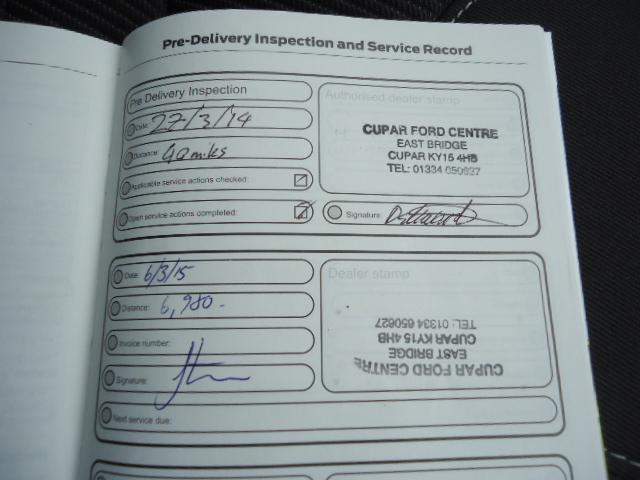 Pre-Delivery Inspection and Service Record
Pre Delivery Inspection
Date: 27/3/14
Distance: 40 miles
Applicable service actions checked:
Open service actions completed:
Authorised dealer stamp
CUPAR FORD CENTRE
EAST BRIDGE
CUPAR KY15 4HB
TEL: 01334 650627
Signature:
Date: 6/3/15
Distance: 6,980 -
Invoice number:
Signature:
Next service due:
Dealer stamp
CUPAR FORD CENTRE
EAST BRIDGE
CUPAR KY15 4HB
TEL: 01334 650627